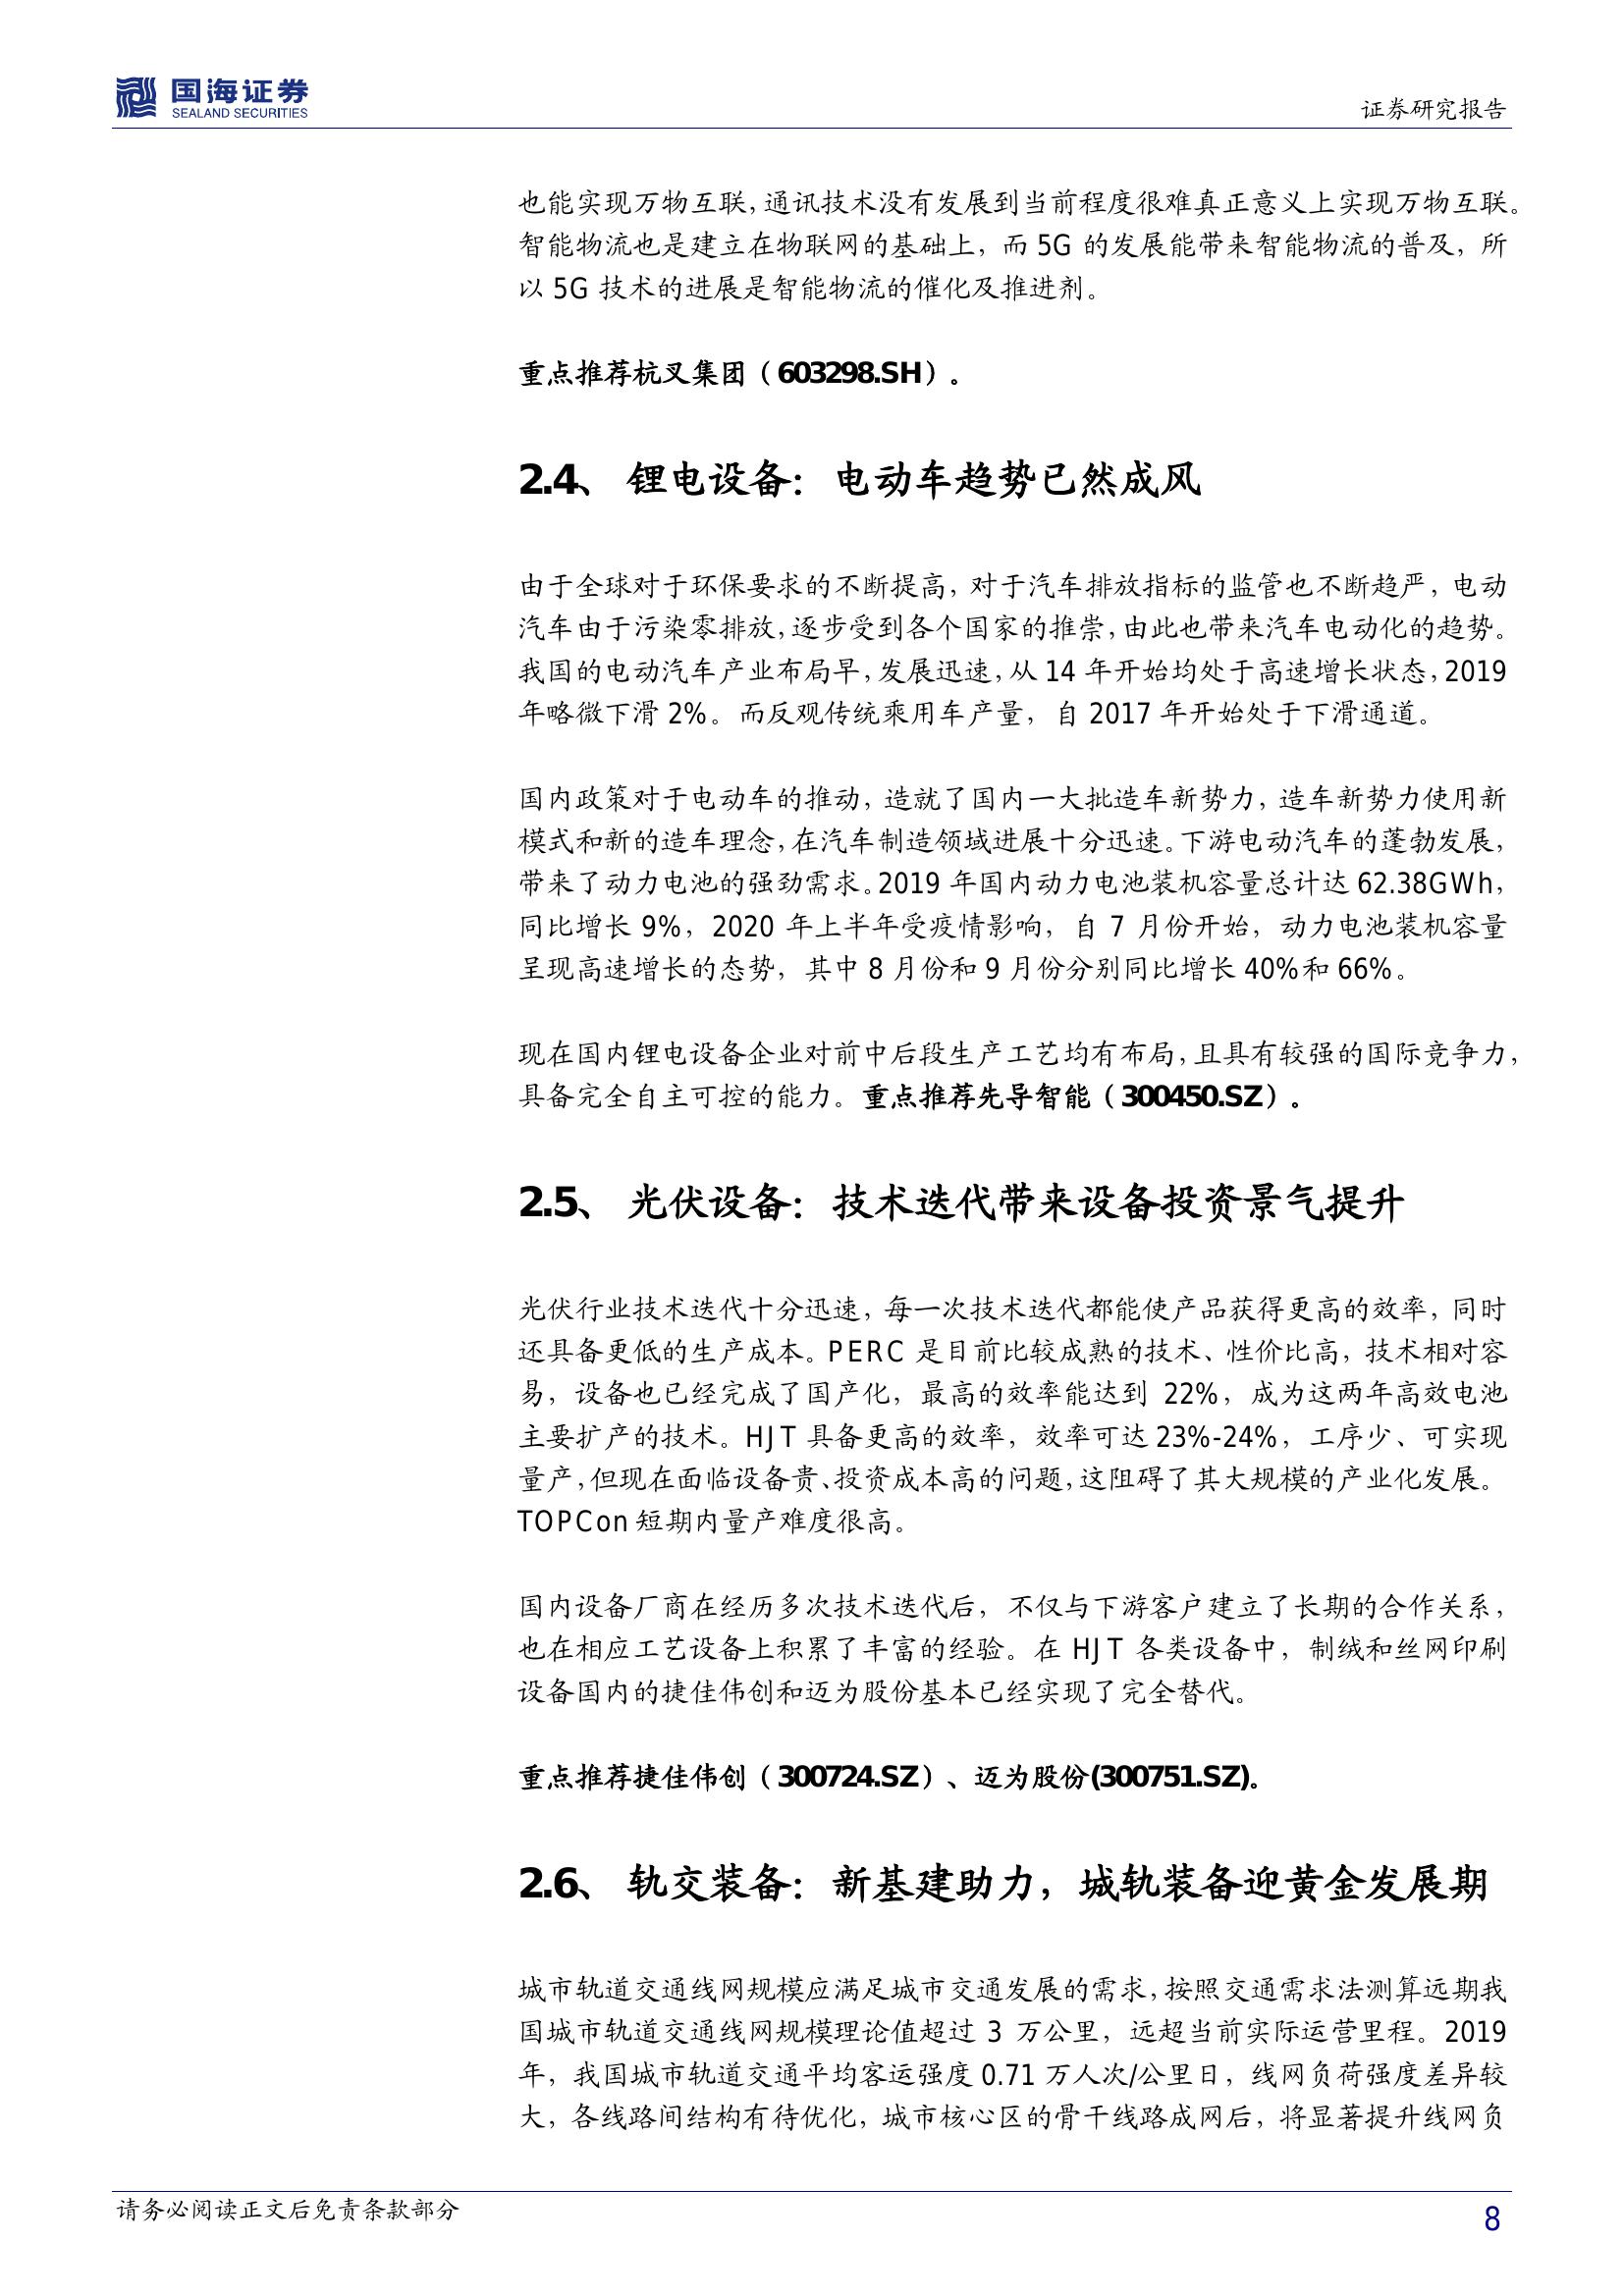 国海证券
SEALAND SECURITIES
证券研究报告
也能实现万物互联，通讯技术没有发展到当前程度很难真正意义上实现万物互联。
智能物流也是建立在物联网的基础上，而 5G 的发展能带来智能物流的普及，所
以 5G 技术的进展是智能物流的催化及推进剂。
重点推荐杭叉集团（603298.SH）。
2.4、 锂电设备：电动车趋势已然成风
由于全球对于环保要求的不断提高，对于汽车排放指标的监管也不断趋严，电动
汽车由于污染零排放，逐步受到各个国家的推崇，由此也带来汽车电动化的趋势。
我国的电动汽车产业布局早，发展迅速，从 14 年开始均处于高速增长状态，2019
年略微下滑 2%。而反观传统乘用车产量，自 2017 年开始处于下滑通道。
国内政策对于电动车的推动，造就了国内一大批造车新势力，造车新势力使用新
模式和新的造车理念，在汽车制造领域进展十分迅速。下游电动汽车的蓬勃发展，
带来了动力电池的强劲需求。2019 年国内动力电池装机容量总计达 62.38GWh，
同比增长 9%，2020 年上半年受疫情影响，自 7 月份开始，动力电池装机容量
呈现高速增长的态势，其中 8 月份和 9 月份分别同比增长 40%和 66%。
现在国内锂电设备企业对前中后段生产工艺均有布局，且具有较强的国际竞争力，
具备完全自主可控的能力。重点推荐先导智能（300450.SZ）。
2.5、 光伏设备：技术迭代带来设备投资景气提升
光伏行业技术迭代十分迅速，每一次技术迭代都能使产品获得更高的效率，同时
还具备更低的生产成本。PERC 是目前比较成熟的技术、性价比高，技术相对容
易，设备也已经完成了国产化，最高的效率能达到 22%，成为这两年高效电池
主要扩产的技术。HJT 具备更高的效率，效率可达 23%-24%，工序少、可实现
量产，但现在面临设备贵、投资成本高的问题，这阻碍了其大规模的产业化发展。
TOPCon 短期内量产难度很高。
国内设备厂商在经历多次技术迭代后，不仅与下游客户建立了长期的合作关系，
也在相应工艺设备上积累了丰富的经验。在 HJT 各类设备中，制绒和丝网印刷
设备国内的捷佳伟创和迈为股份基本已经实现了完全替代。
重点推荐捷佳伟创（300724.SZ）、迈为股份(300751.SZ)。
2.6、 轨交装备：新基建助力，城轨装备迎黄金发展期
城市轨道交通线网规模应满足城市交通发展的需求，按照交通需求法测算远期我
国城市轨道交通线网规模理论值超过 3 万公里，远超当前实际运营里程。2019
年，我国城市轨道交通平均客运强度 0.71 万人次/公里日，线网负荷强度差异较
大，各线路间结构有待优化，城市核心区的骨干线路成网后，将显著提升线网负
请务必阅读正文后免责条款部分
8